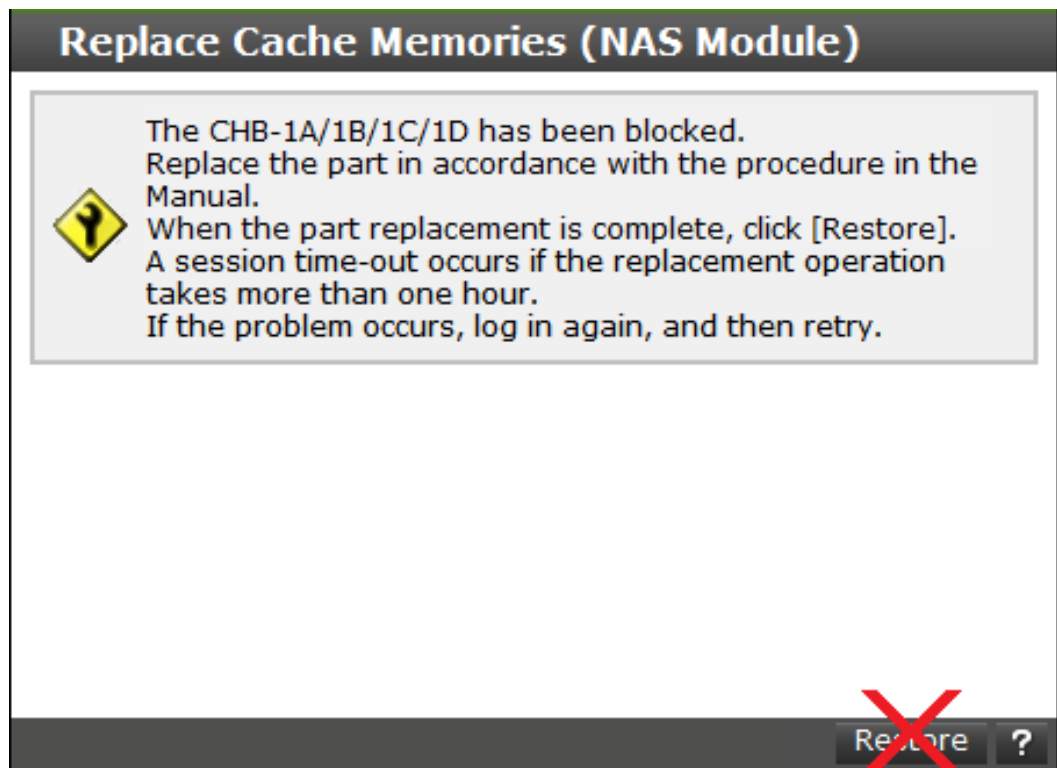 Replace Cache Memories (NAS Module)
The CHB-1A/1B/1C/1D has been blocked.
Replace the part in accordance with the procedure in the
Manual.
When the part replacement is complete, click [Restore].
A session time-out occurs if the replacement operation
takes more than one hour.
If the problem occurs, log in again, and then retry.
Restore ?